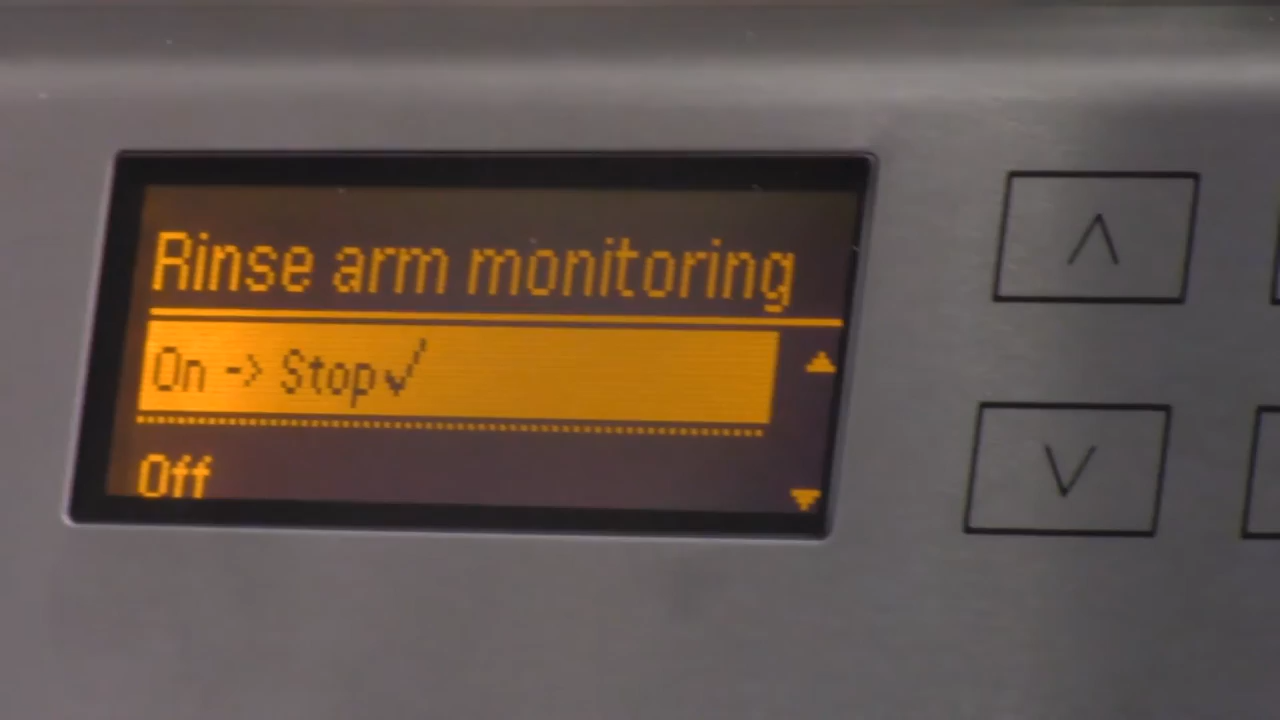 Rinse arm monitoring
On -> Stop✓
Off